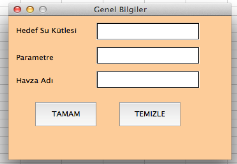 Genel Bilgiler
Hedef Su Kütlesi
Parametre
Havza Adı
TAMAM TEMİZLE